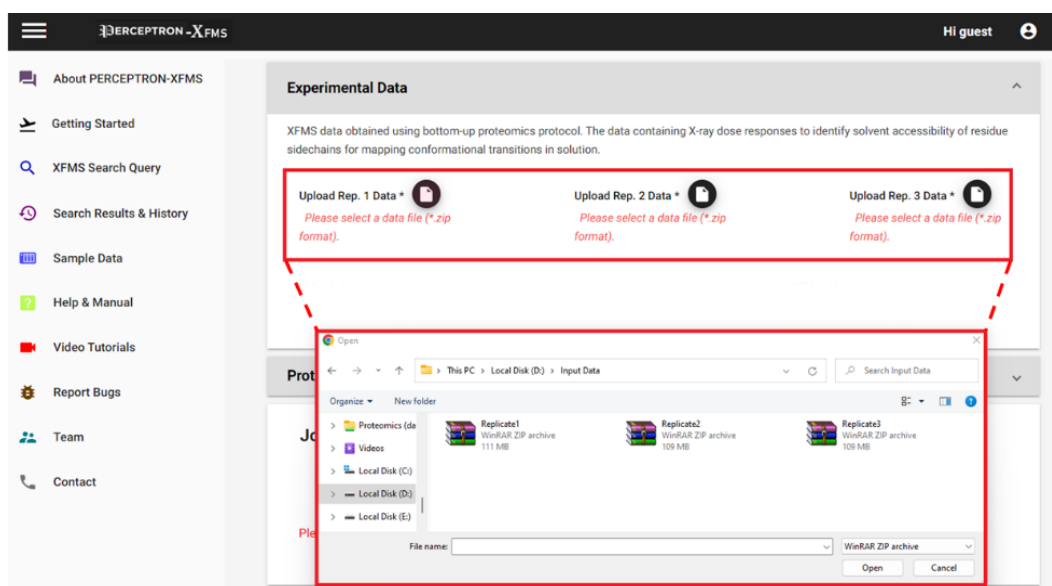 PERCEPTRON-XFMS
Hi guest
About PERCEPTRON-XFMS
Getting Started
XFMS Search Query
Search Results & History
Sample Data
Help & Manual
Video Tutorials
Report Bugs
Team
Contact
Experimental Data
XFMS data obtained using bottom-up proteomics protocol. The data containing X-ray dose responses to identify solvent accessibility of residue
sidechains for mapping conformational transitions in solution.
Upload Rep. 1 Data *
Please select a data file (*.zip
format).
Upload Rep. 2 Data *
Please select a data file (*.zip
format).
Upload Rep. 3 Data *
Please select a data file (*.zip
format).
Prot
Jo
Ple
Open
This PC > Local Disk (D:) > Input Data
Search Input Data
Organize
New folder
Proteomics (da
Videos
Local Disk (C:)
Local Disk (D:)
Local Disk (E:)
Replicate1
WinRAR ZIP archive
111 MB
Replicate2
WinRAR ZIP archive
109 MB
Replicate3
WinRAR ZIP archive
109 MB
File name:
WinRAR ZIP archive
Open
Cancel